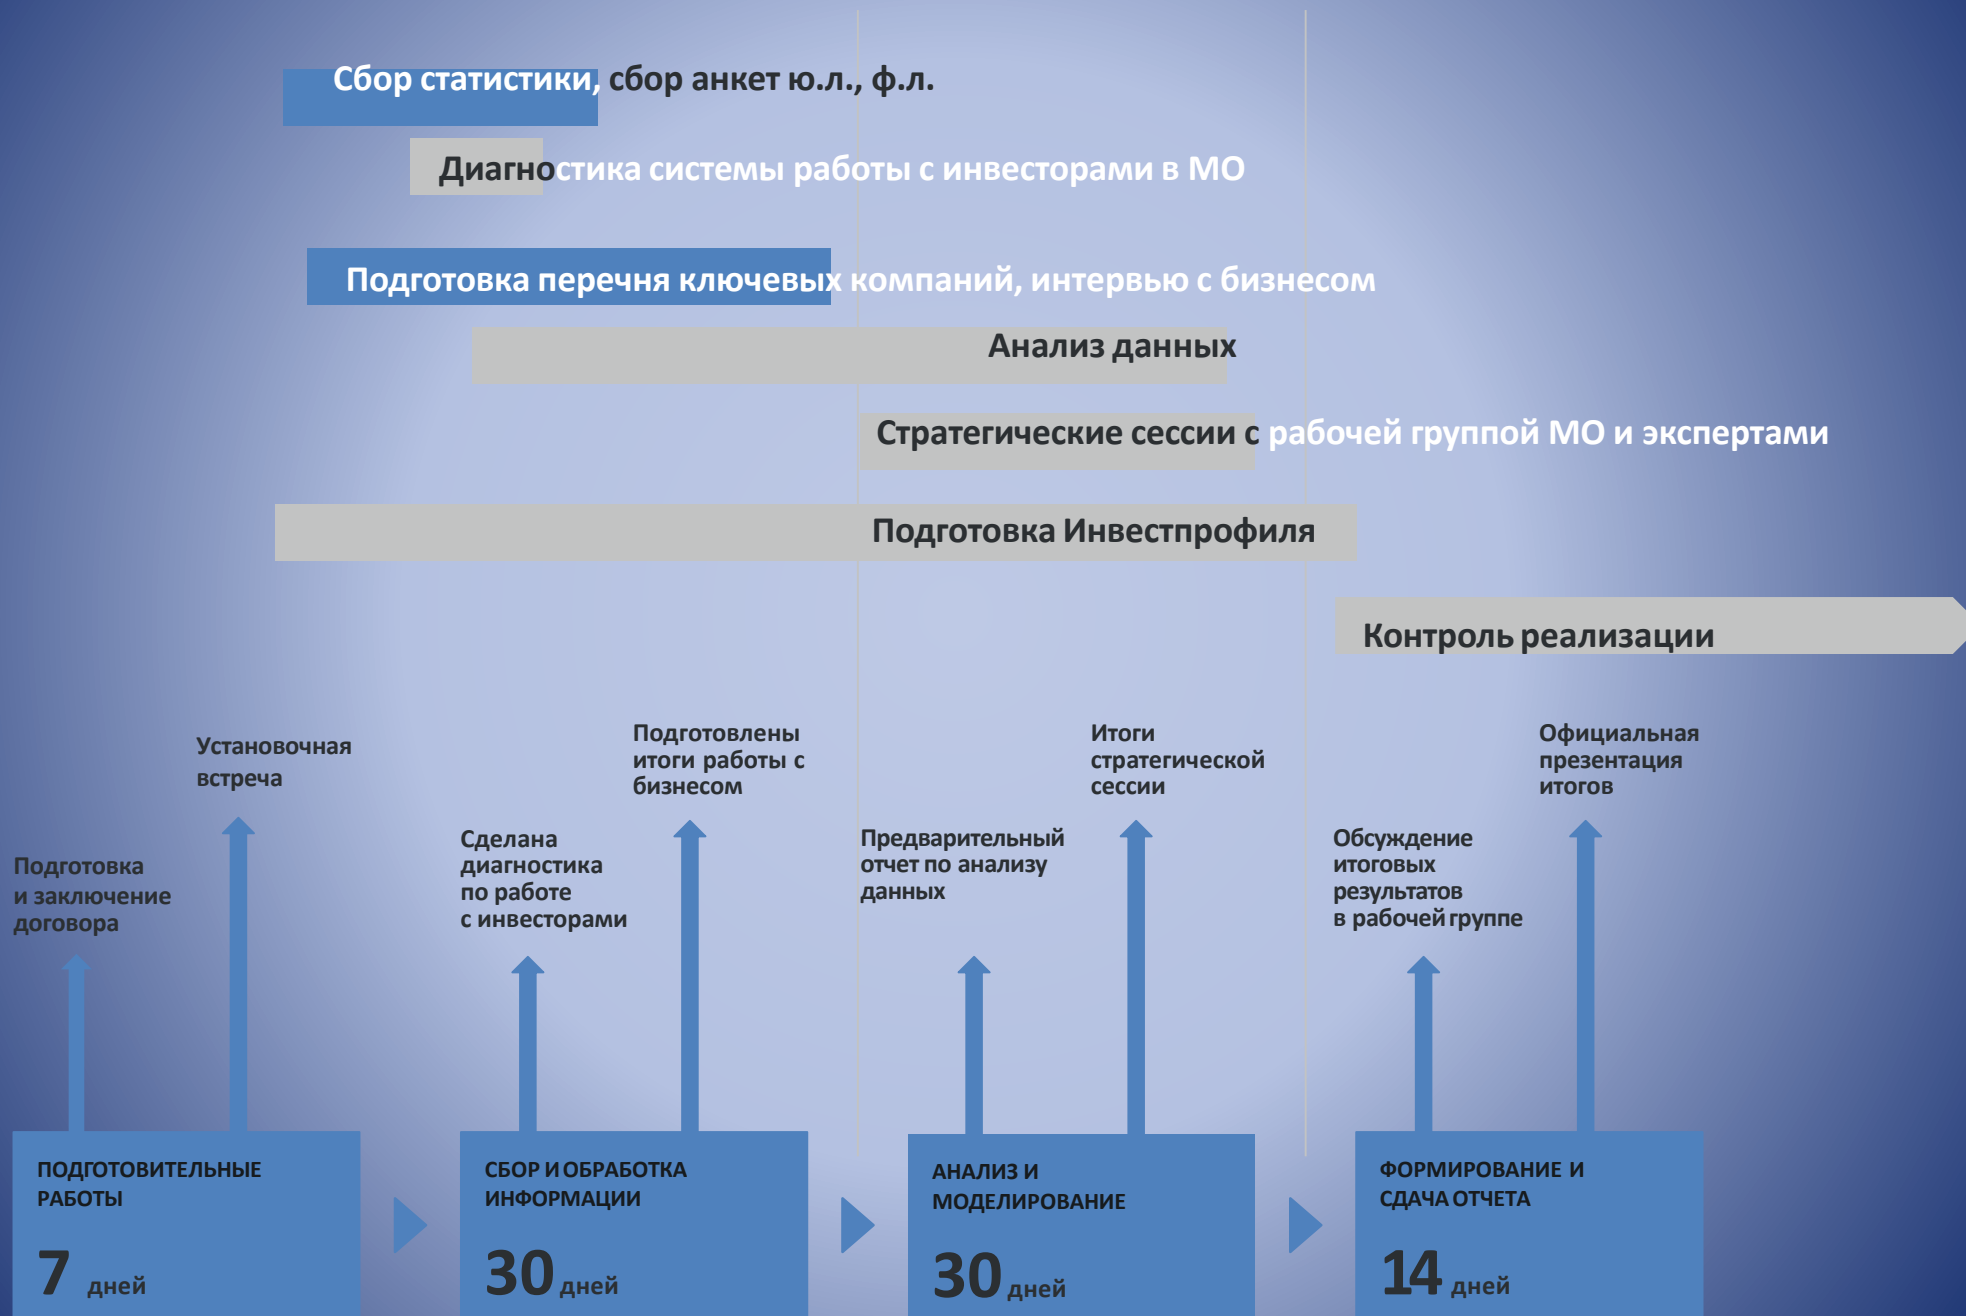 Сбор статистики, сбор анкет ю.л., ф.л.
Диагностика системы работы с инвесторами в МО
Подготовка перечня ключевых компаний, интервью с бизнесом
Анализ данных
Стратегические сессии с рабочей группой МО и экспертами
Подготовка Инвестпрофиля
Контроль реализации
Подготовка
и заключение
договора
Установочная
встреча
Сделана
диагностика
по работе
с инвесторами
Подготовлены
итоги работы с
бизнесом
Предварительный
отчет по анализу
данных
Итоги
стратегической
сессии
Обсуждение
итоговых
результатов
в рабочей группе
Официальная
презентация
итогов
ПОДГОТОВИТЕЛЬНЫЕ
РАБОТЫ
7 дней
СБОР И ОБРАБОТКА
ИНФОРМАЦИИ
30 дней
АНАЛИЗ И
МОДЕЛИРОВАНИЕ
30 дней
ФОРМИРОВАНИЕ И
СДАЧА ОТЧЕТА
14 дней